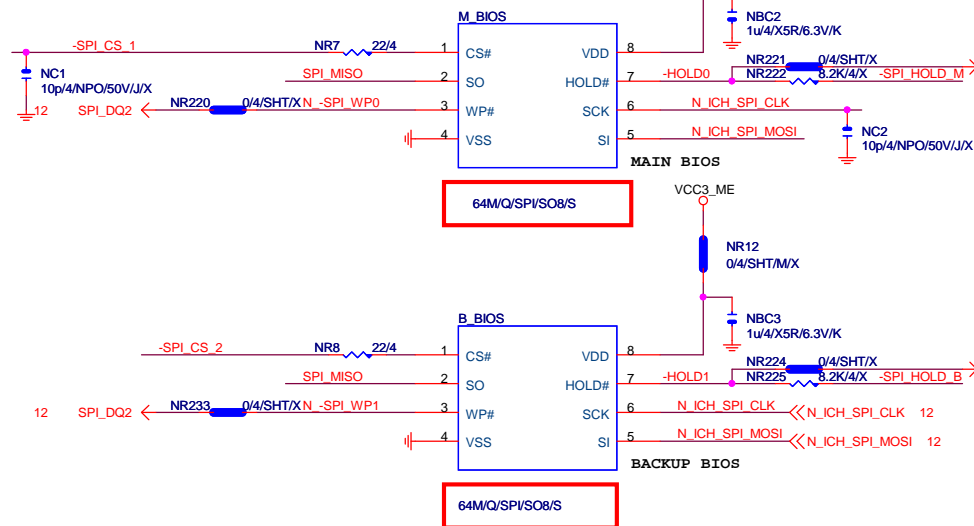 M_BIOS
NBC2
1u/4/X5R/6.3V/K
-SPI_CS_1
NR7 22/4
1 CS#
VDD 8
NR221 0/4/SHT/X
NC1
10p/4/NPO/50V/J/X
SPI_MISO
2 SO
HOLD# 7
-HOLD0
NR222 8.2K/4/X -SPI_HOLD_M
12 SPI_DQ2 NR220 0/4/SHT/X N_-SPI_WP0
3 WP#
SCK 6
N_ICH_SPI_CLK
4 VSS
SI 5
N_ICH_SPI_MOSI
NC2
10p/4/NPO/50V/J/X
MAIN BIOS
64M/Q/SPI/SO8/S
VCC3_ME
NR12
0/4/SHT/M/X
B_BIOS
NBC3
1u/4/X5R/6.3V/K
-SPI_CS_2
NR8 22/4
1 CS#
VDD 8
NR224 0/4/SHT/X
SPI_MISO
2 SO
HOLD# 7
-HOLD1
NR225 8.2K/4/X -SPI_HOLD_B
12 SPI_DQ2 NR233 0/4/SHT/X N_-SPI_WP1
3 WP#
SCK 6
N_ICH_SPI_CLK
N_ICH_SPI_CLK 12
4 VSS
SI 5
N_ICH_SPI_MOSI
N_ICH_SPI_MOSI 12
BACKUP BIOS
64M/Q/SPI/SO8/S